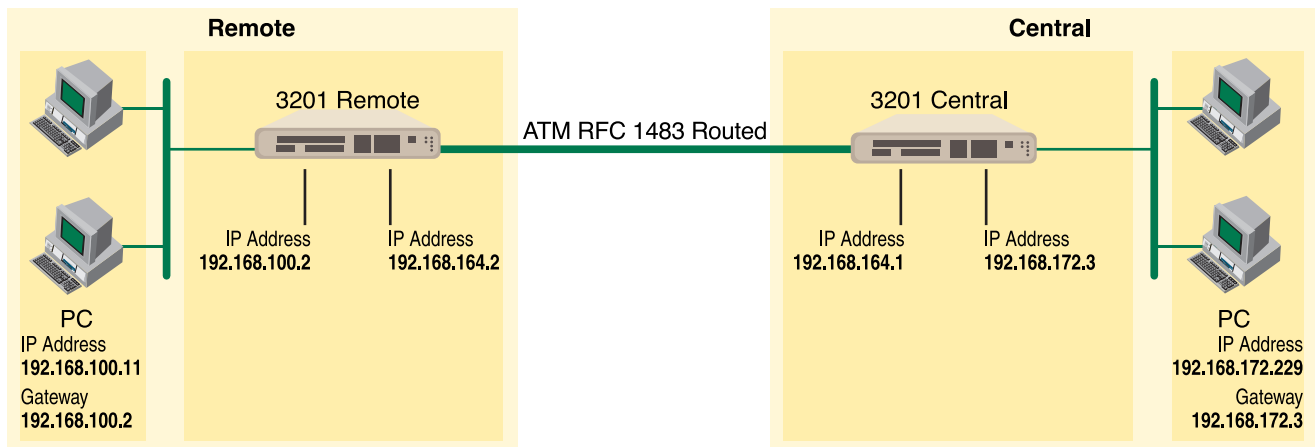 Remote
Central
3201 Remote
ATM RFC 1483 Routed
3201 Central
IP Address
192.168.100.2
IP Address
192.168.164.2
IP Address
192.168.164.1
IP Address
192.168.172.3
PC
IP Address
192.168.100.11
Gateway
192.168.100.2
PC
IP Address
192.168.172.229
Gateway
192.168.172.3